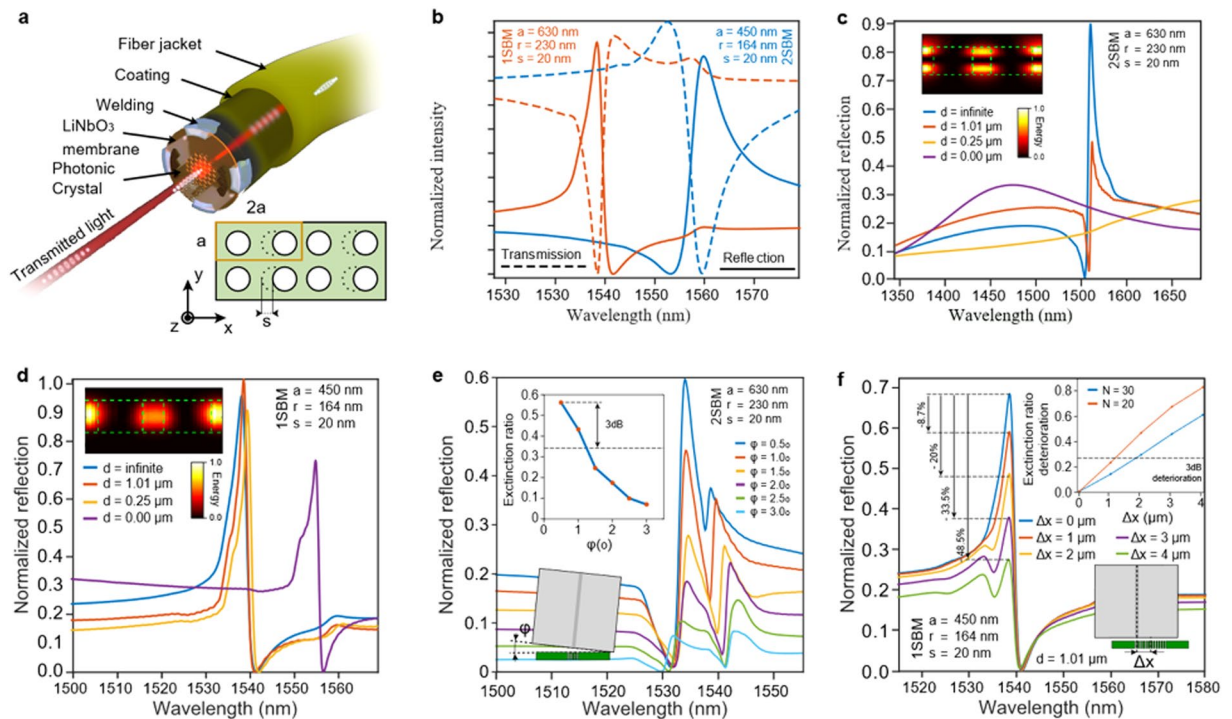 a
Fiber jacket
Coating
Welding
LiNbO3
membrane
Photonic
Crystal
Transmitted light
2a
a
s
y
z
x
b
1SBM
a = 630 nm
r = 230 nm
s = 20 nm
a = 450 nm
r = 164 nm
s = 20 nm
2SBM
Normalized intensity
Transmission
Reflection
1530 1540 1550 1560 1570
Wavelength (nm)
c
0.9
0.8
0.7
0.6
0.5
0.4
0.3
0.2
0.1
0.0
Normalized reflection
2SBM
a = 630 nm
r = 230 nm
s = 20 nm
d = infinite
d = 1.01 µm
d = 0.25 µm
d = 0.00 µm
1.0
Energy
0.0
1350 1400 1450 1500 1550 1600 1650
Wavelength (nm)
d
1.0
0.9
0.8
0.7
0.6
0.5
0.4
0.3
0.2
0.1
0.0
Normalized reflection
1SBM
a = 450 nm
r = 164 nm
s = 20 nm
d = infinite
d = 1.01 µm
d = 0.25 µm
d = 0.00 µm
1.0
Energy
0.0
1500 1510 1520 1530 1540 1550 1560
Wavelength (nm)
e
0.6
0.5
0.4
0.3
0.2
0.1
0
Normalized reflection
Exctinction ratio
0.6
0.5
0.4
0.3
0.2
0.1
0
3dB
0 1 2 3
φ(o)
2SBM
a = 630 nm
r = 230 nm
s = 20 nm
φ = 0.5o
φ = 1.0o
φ = 1.5o
φ = 2.0o
φ = 2.5o
φ = 3.0o
φ
1500 1510 1520 1530 1540 1550
Wavelength (nm)
f
0.7
0.6
0.5
0.4
0.3
0.2
0.1
0.0
Normalized reflection
-8.7%
- 20%
- 33.5%
- 48.5%
Exctinction ratio
deterioration
0.8
0.6
0.4
0.2
0
N = 30
N = 20
3dB
deterioration
0 1 2 3 4
Δx (µm)
Δx = 0 µm
Δx = 1 µm
Δx = 2 µm
Δx = 3 µm
Δx = 4 µm
1SBM
a = 450 nm
r = 164 nm
s = 20 nm
d = 1.01 µm
Δx
1520 1530 1540 1550 1560 1570 1580
Wavelength (nm)